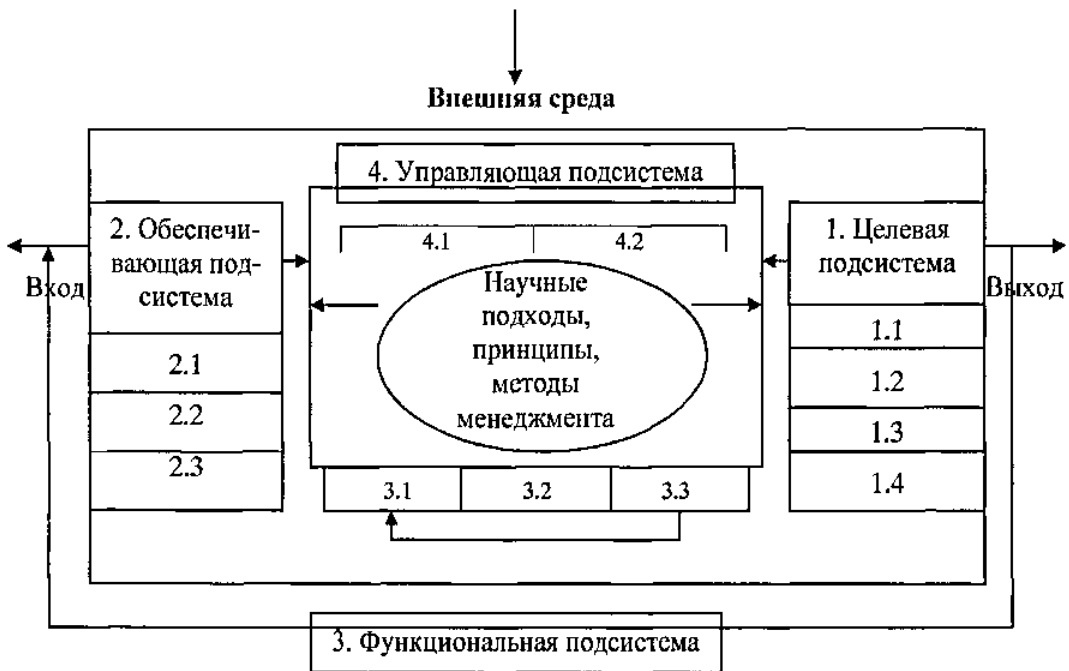 Внешняя среда
4. Управляющая подсистема
2. Обеспечи-
вающая под-
система
4.1
4.2
1. Целевая
подсистема
Вход
Выход
Научные
подходы,
принципы,
методы
менеджмента
2.1
2.2
2.3
1.1
1.2
1.3
1.4
3.1
3.2
3.3
3. Функциональная подсистема